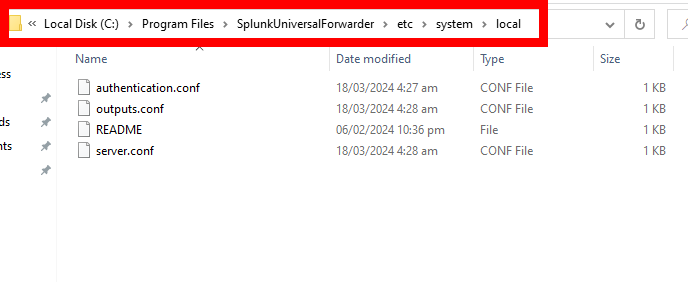 « Local Disk (C:) > Program Files > SplunkUniversalForwarder > etc > system > local
Name Date modified Type Size
ess
authentication.conf 18/03/2024 4:27 am CONF File 1 KB
outputs.conf 18/03/2024 4:28 am CONF File 1 KB
ds README 06/02/2024 10:36 pm File 1 KB
nts server.conf 18/03/2024 4:28 am CONF File 1 KB